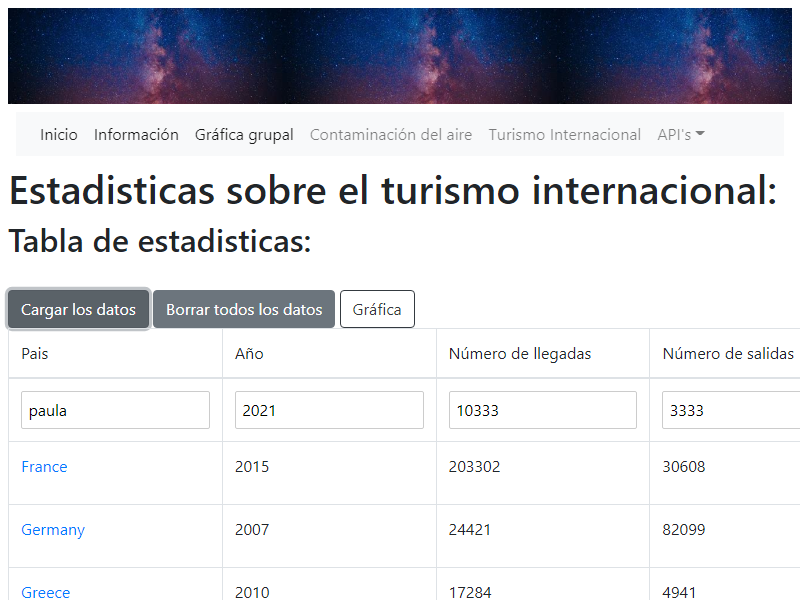 Inicio Información Gráfica grupal Contaminación del aire Turismo Internacional API's
Estadisticas sobre el turismo internacional:
Tabla de estadisticas:
Cargar los datos Borrar todos los datos Gráfica
Pais Año Número de llegadas Número de salidas
paula 2021 10333 3333
France 2015 203302 30608
Germany 2007 24421 82099
Greece 2010 17284 4941